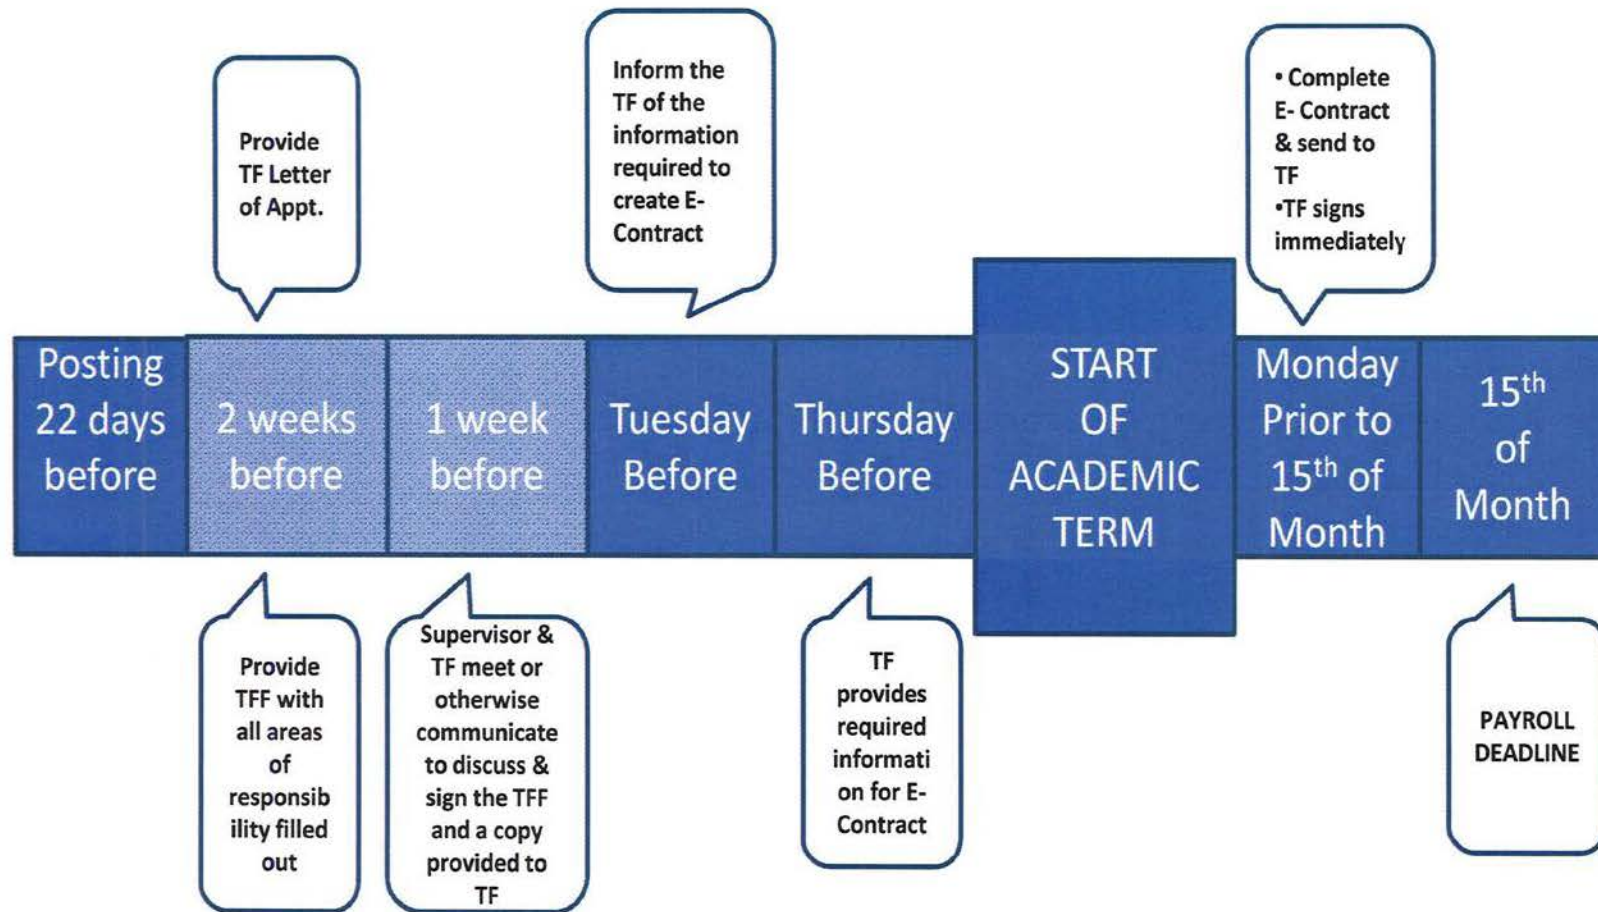 Provide
TF Letter
of Appt.
Inform the
TF of the
information
required to
create E-
Contract
• Complete
E- Contract
& send to
TF
•TF signs
immediately
Posting
22 days
before
2 weeks
before
1 week
before
Tuesday
Before
Thursday
Before
START
OF
ACADEMIC
TERM
Monday
Prior to
15th of
Month
15th
of
Month
Provide
TFF with
all areas
of
responsib
ility filled
out
Supervisor &
TF meet or
otherwise
communicate
to discuss &
sign the TFF
and a copy
provided to
TF
TF
provides
required
informati
on for E-
Contract
PAYROLL
DEADLINE